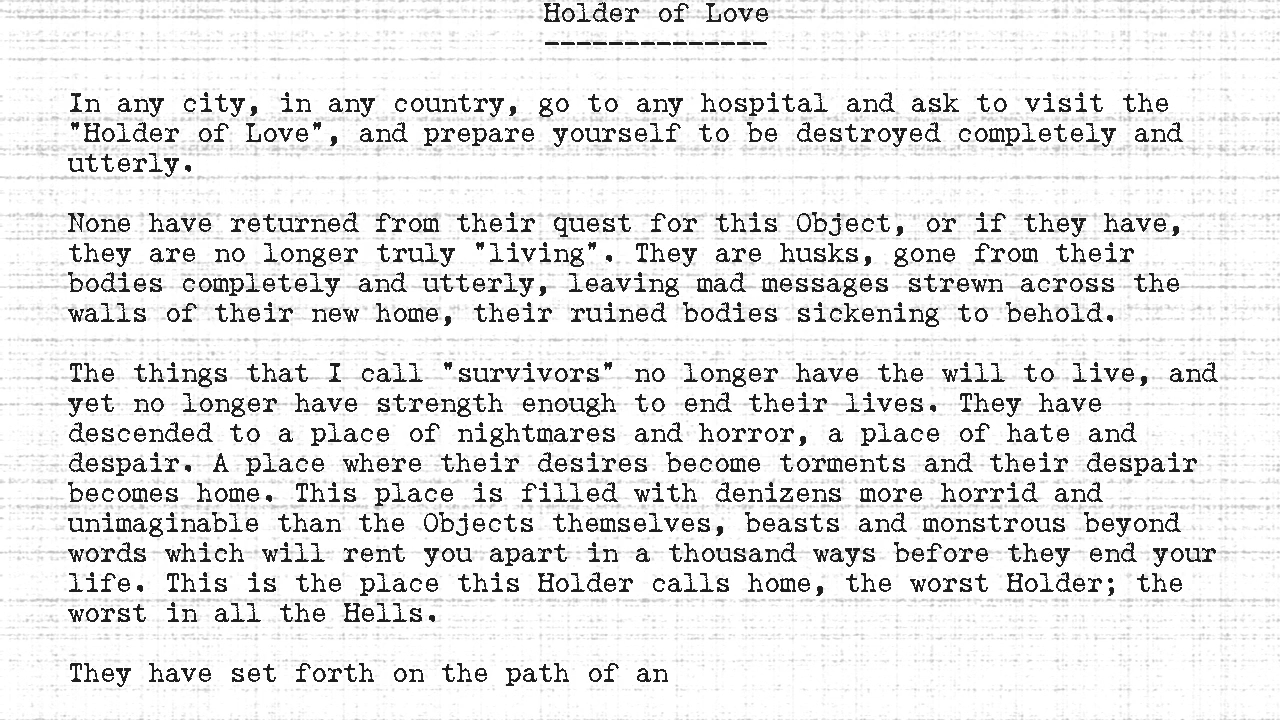 Holder of Love
--------------
In any city, in any country, go to any hospital and ask to visit the
"Holder of Love", and prepare yourself to be destroyed completely and
utterly.
None have returned from their quest for this Object, or if they have,
they are no longer truly "living". They are husks, gone from their
bodies completely and utterly, leaving mad messages strewn across the
walls of their new home, their ruined bodies sickening to behold.
The things that I call "survivors" no longer have the will to live, and
yet no longer have strength enough to end their lives. They have
descended to a place of nightmares and horror, a place of hate and
despair. A place where their desires become torments and their despair
becomes home. This place is filled with denizens more horrid and
unimaginable than the Objects themselves, beasts and monstrous beyond
words which will rent you apart in a thousand ways before they end your
life. This is the place this Holder calls home, the worst Holder; the
worst in all the Hells.
They have set forth on the path of an